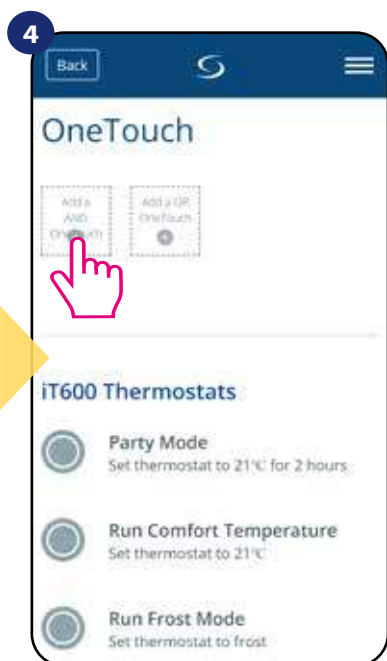 4
Back
OneTouch
Add a
AND
OneTouch
Add a OR
OneTouch
iT600 Thermostats
Party Mode
Set thermostat to 21°C for 2 hours
Run Comfort Temperature
Set thermostat to 21°C
Run Frost Mode
Set thermostat to frost